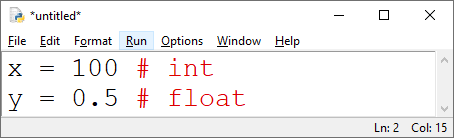 *untitled*
File Edit Format Run Options Window Help
x = 100 # int
y = 0.5 # float
Ln: 2 Col: 15